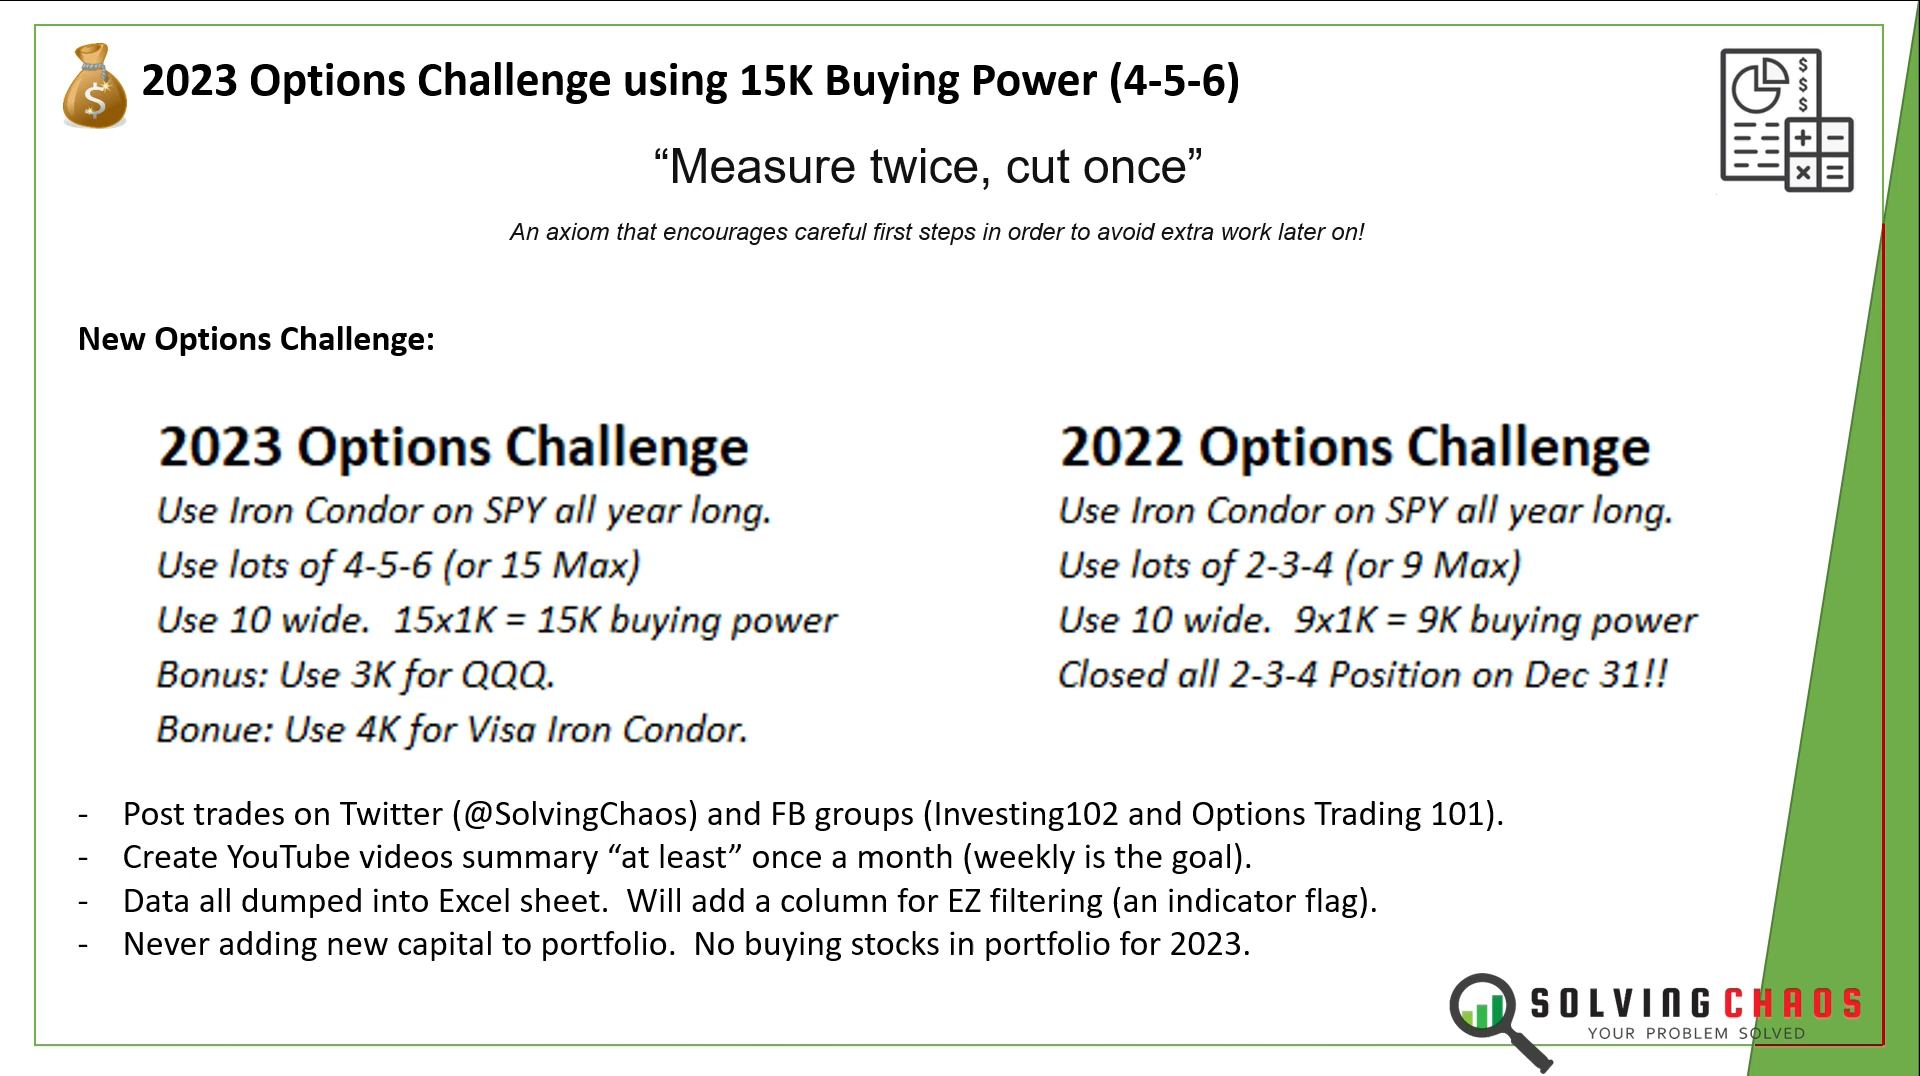 2023 Options Challenge using 15K Buying Power (4-5-6)
“Measure twice, cut once”
An axiom that encourages careful first steps in order to avoid extra work later on!
New Options Challenge:
2023 Options Challenge
Use Iron Condor on SPY all year long.
Use lots of 4-5-6 (or 15 Max)
Use 10 wide.  15x1K = 15K buying power
Bonus: Use 3K for QQQ.
Bonue: Use 4K for Visa Iron Condor.
2022 Options Challenge
Use Iron Condor on SPY all year long.
Use lots of 2-3-4 (or 9 Max)
Use 10 wide.  9x1K = 9K buying power
Closed all 2-3-4 Position on Dec 31!!
- Post trades on Twitter (@SolvingChaos) and FB groups (Investing102 and Options Trading 101).
- Create YouTube videos summary “at least” once a month (weekly is the goal).
- Data all dumped into Excel sheet.  Will add a column for EZ filtering (an indicator flag).
- Never adding new capital to portfolio.  No buying stocks in portfolio for 2023.
SOLVINGCHAOS
YOUR PROBLEM SOLVED